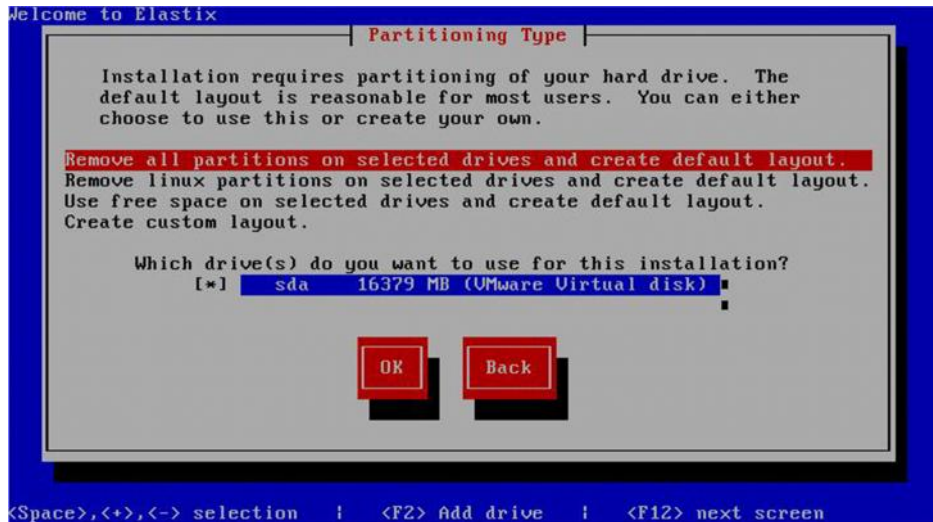 Welcome to Elastix
Partitioning Type
Installation requires partitioning of your hard drive. The
default layout is reasonable for most users. You can either
choose to use this or create your own.
Remove all partitions on selected drives and create default layout.
Remove linux partitions on selected drives and create default layout.
Use free space on selected drives and create default layout.
Create custom layout.
Which drive(s) do you want to use for this installation?
[*] sda 16379 MB (VMware Virtual disk)
OK Back
<Space>,<+>,<-> selection | <F2> Add drive | <F12> next screen